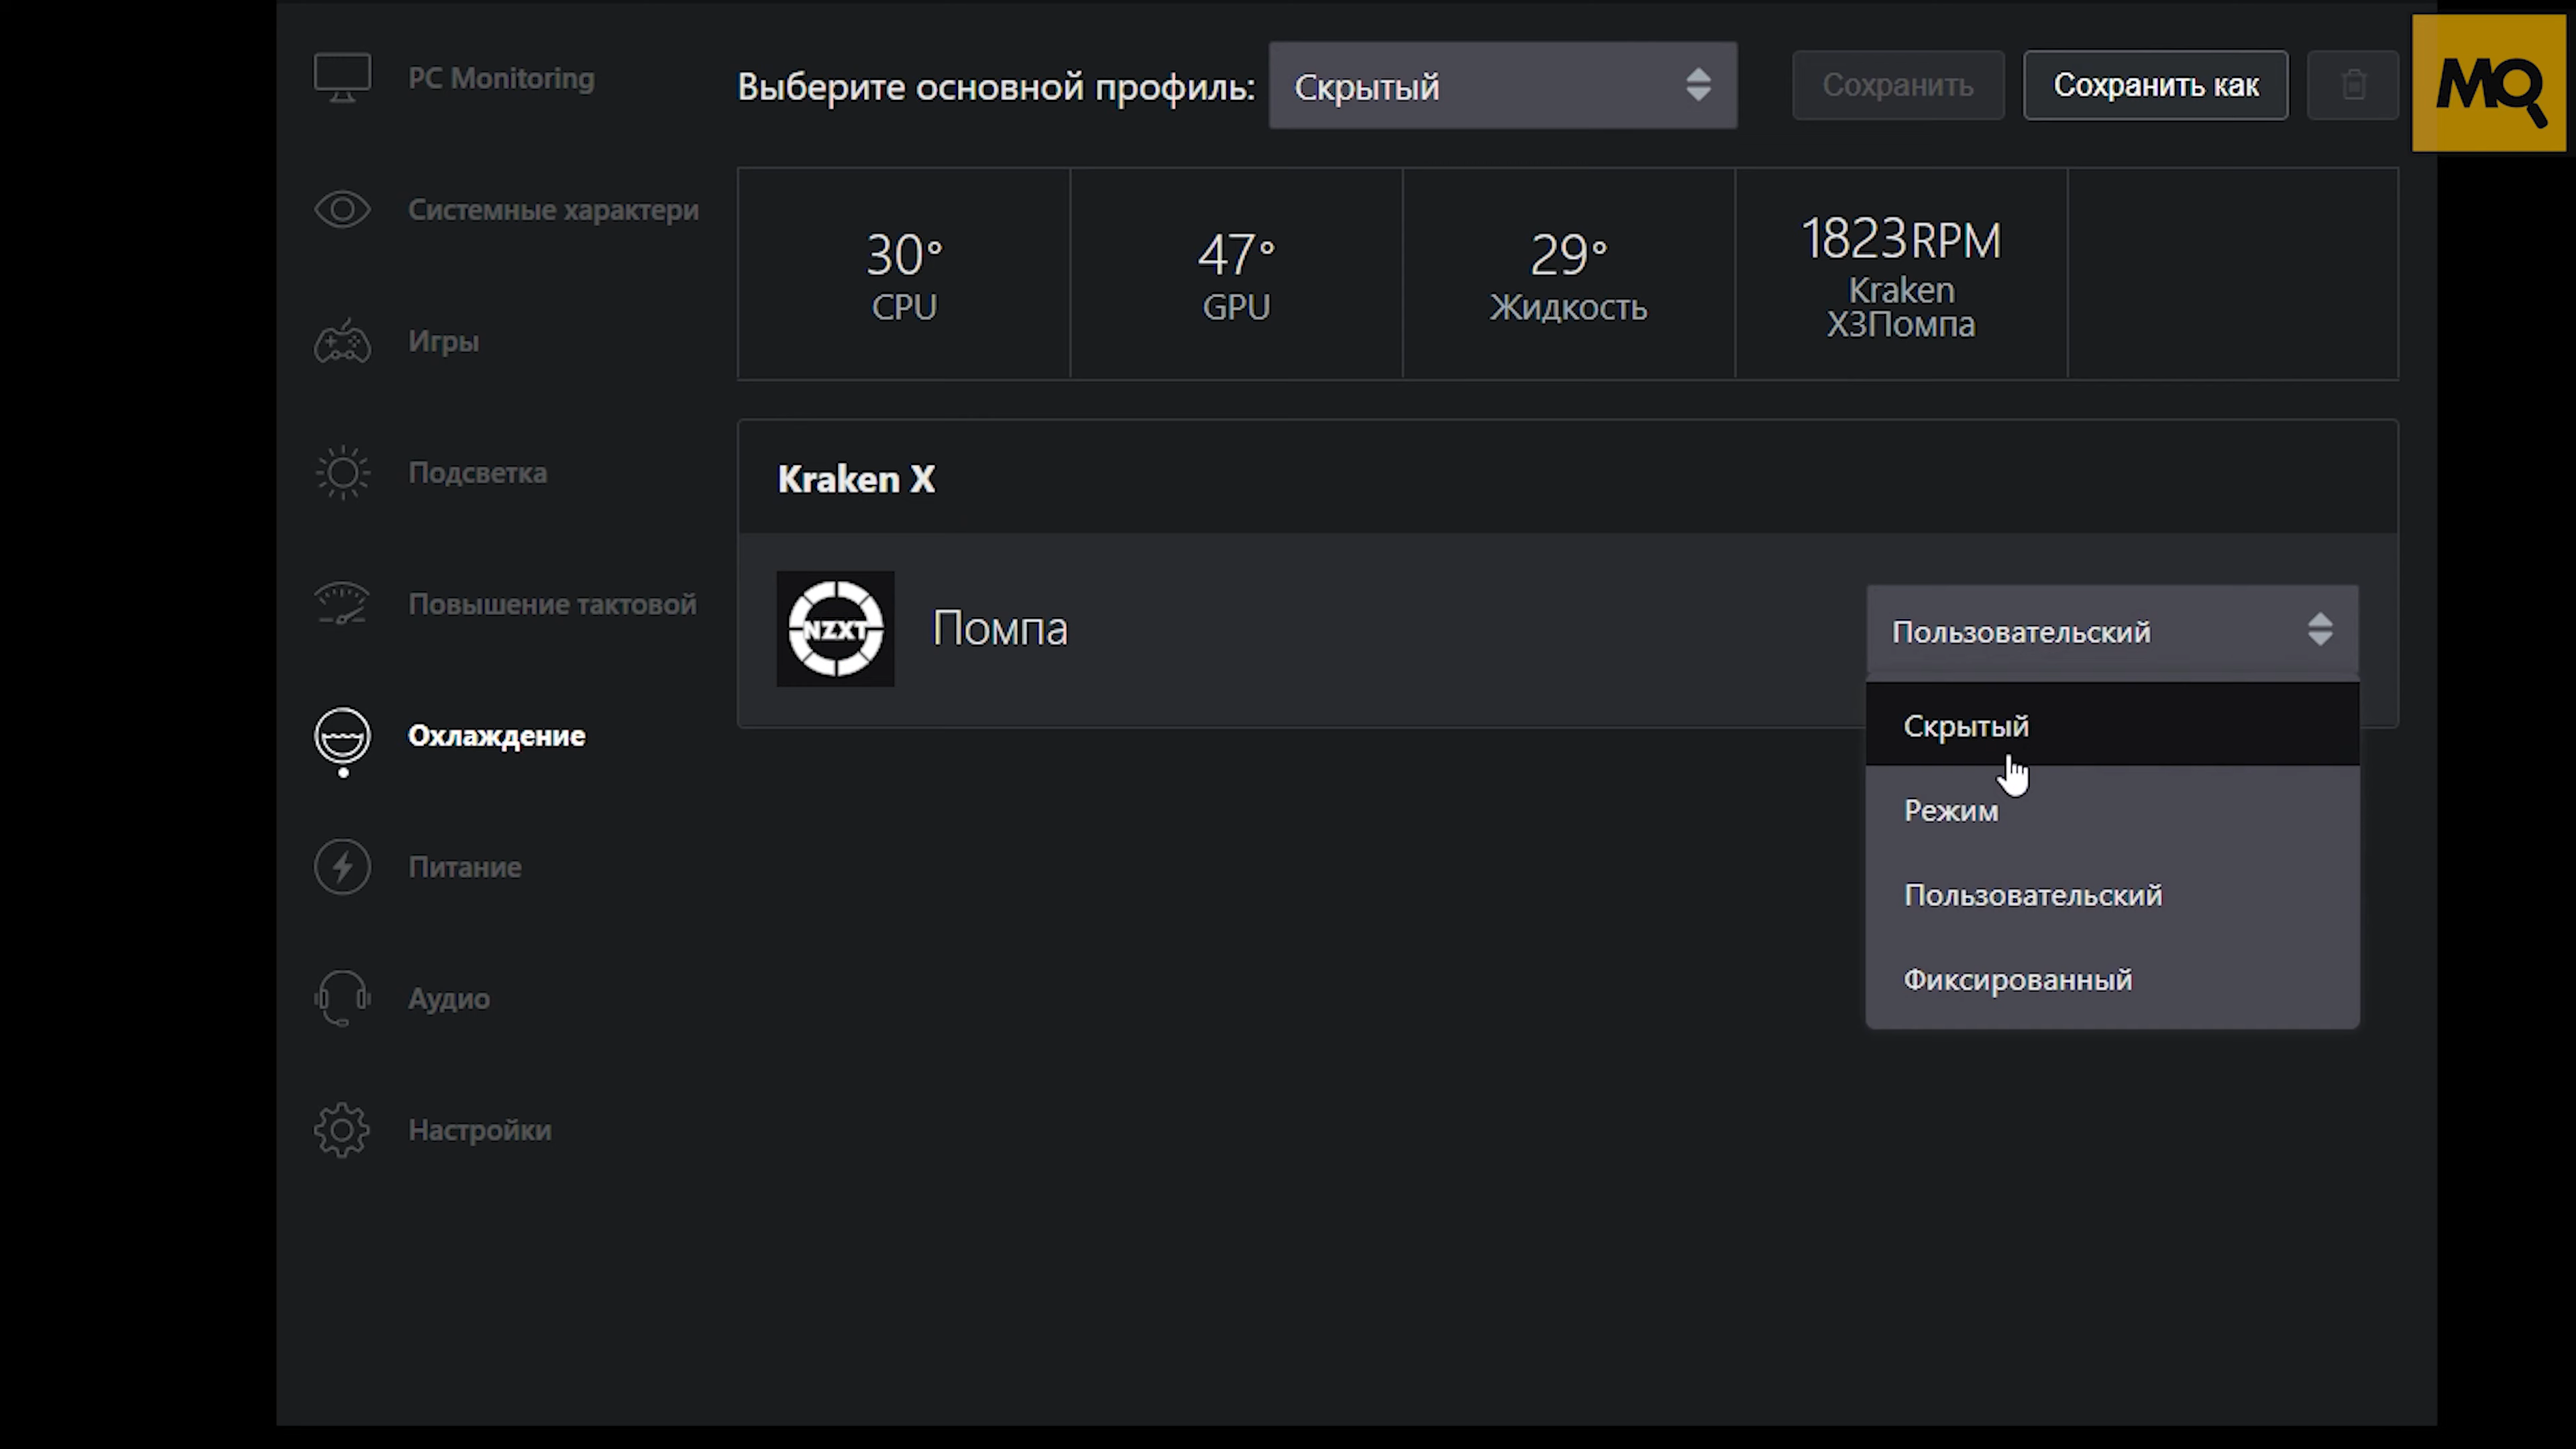 PC Monitoring
Выберите основной профиль:
Скрытый
Сохранить
Сохранить как
MQ
Системные характери
30°
CPU
47°
GPU
29°
Жидкость
1823RPM
Kraken
X3Помпа
Игры
Подсветка
Kraken X
Повышение тактовой
NZXT
Помпа
Пользовательский
Охлаждение
Скрытый
Режим
Питание
Пользовательский
Аудио
Фиксированный
Настройки